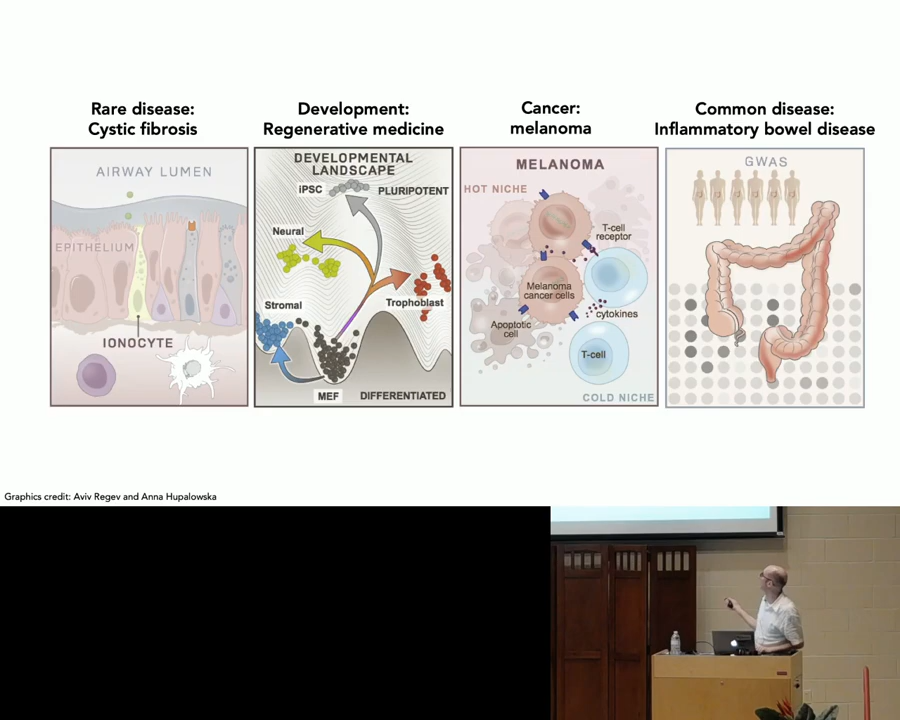 Rare disease:
Cystic fibrosis
Development:
Regenerative medicine
Cancer:
melanoma
Common disease:
Inflammatory bowel disease
AIRWAY LUMEN
EPITHELIUM
IONOCYTE
DEVELOPMENTAL
LANDSCAPE
iPSC
PLURIPOTENT
Neural
Stromal
Trophoblast
MEF
DIFFERENTIATED
MELANOMA
HOT NICHE
T-cell
receptor
Melanoma
cancer cells
cytokines
Apoptotic
cell
T-cell
COLD NICHE
GWAS
Graphics credit: Aviv Regev and Anna Hupalowska